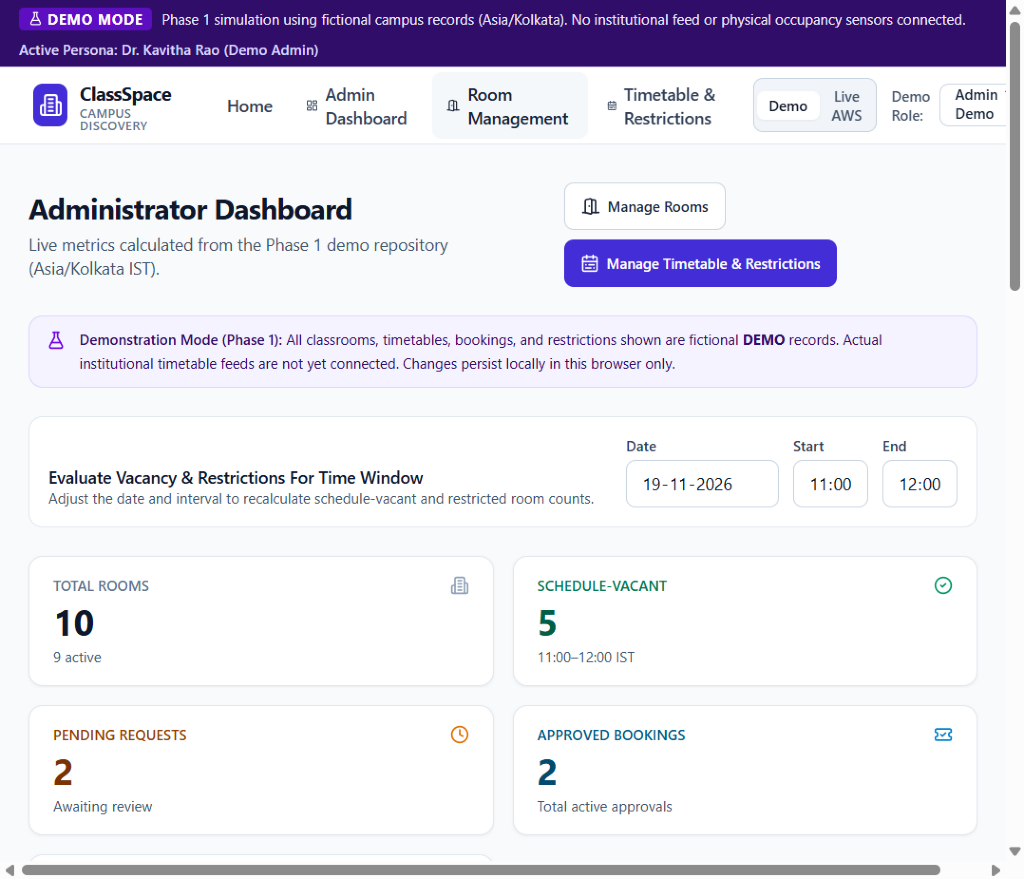 DEMO MODE Phase 1 simulation using fictional campus records (Asia/Kolkata). No institutional feed or physical occupancy sensors connected.
Active Persona: Dr. Kavitha Rao (Demo Admin)
ClassSpace
CAMPUS
DISCOVERY
Home
Admin
Dashboard
Room
Management
Timetable &
Restrictions
Demo
Live
AWS
Demo
Role:
Admin
Demo
Administrator Dashboard
Live metrics calculated from the Phase 1 demo repository
(Asia/Kolkata IST).
Manage Rooms
Manage Timetable & Restrictions
Demonstration Mode (Phase 1): All classrooms, timetables, bookings, and restrictions shown are fictional DEMO records. Actual
institutional timetable feeds are not yet connected. Changes persist locally in this browser only.
Evaluate Vacancy & Restrictions For Time Window
Adjust the date and interval to recalculate schedule-vacant and restricted room counts.
Date
19-11-2026
Start
11:00
End
12:00
TOTAL ROOMS
10
9 active
SCHEDULE-VACANT
5
11:00–12:00 IST
PENDING REQUESTS
2
Awaiting review
APPROVED BOOKINGS
2
Total active approvals